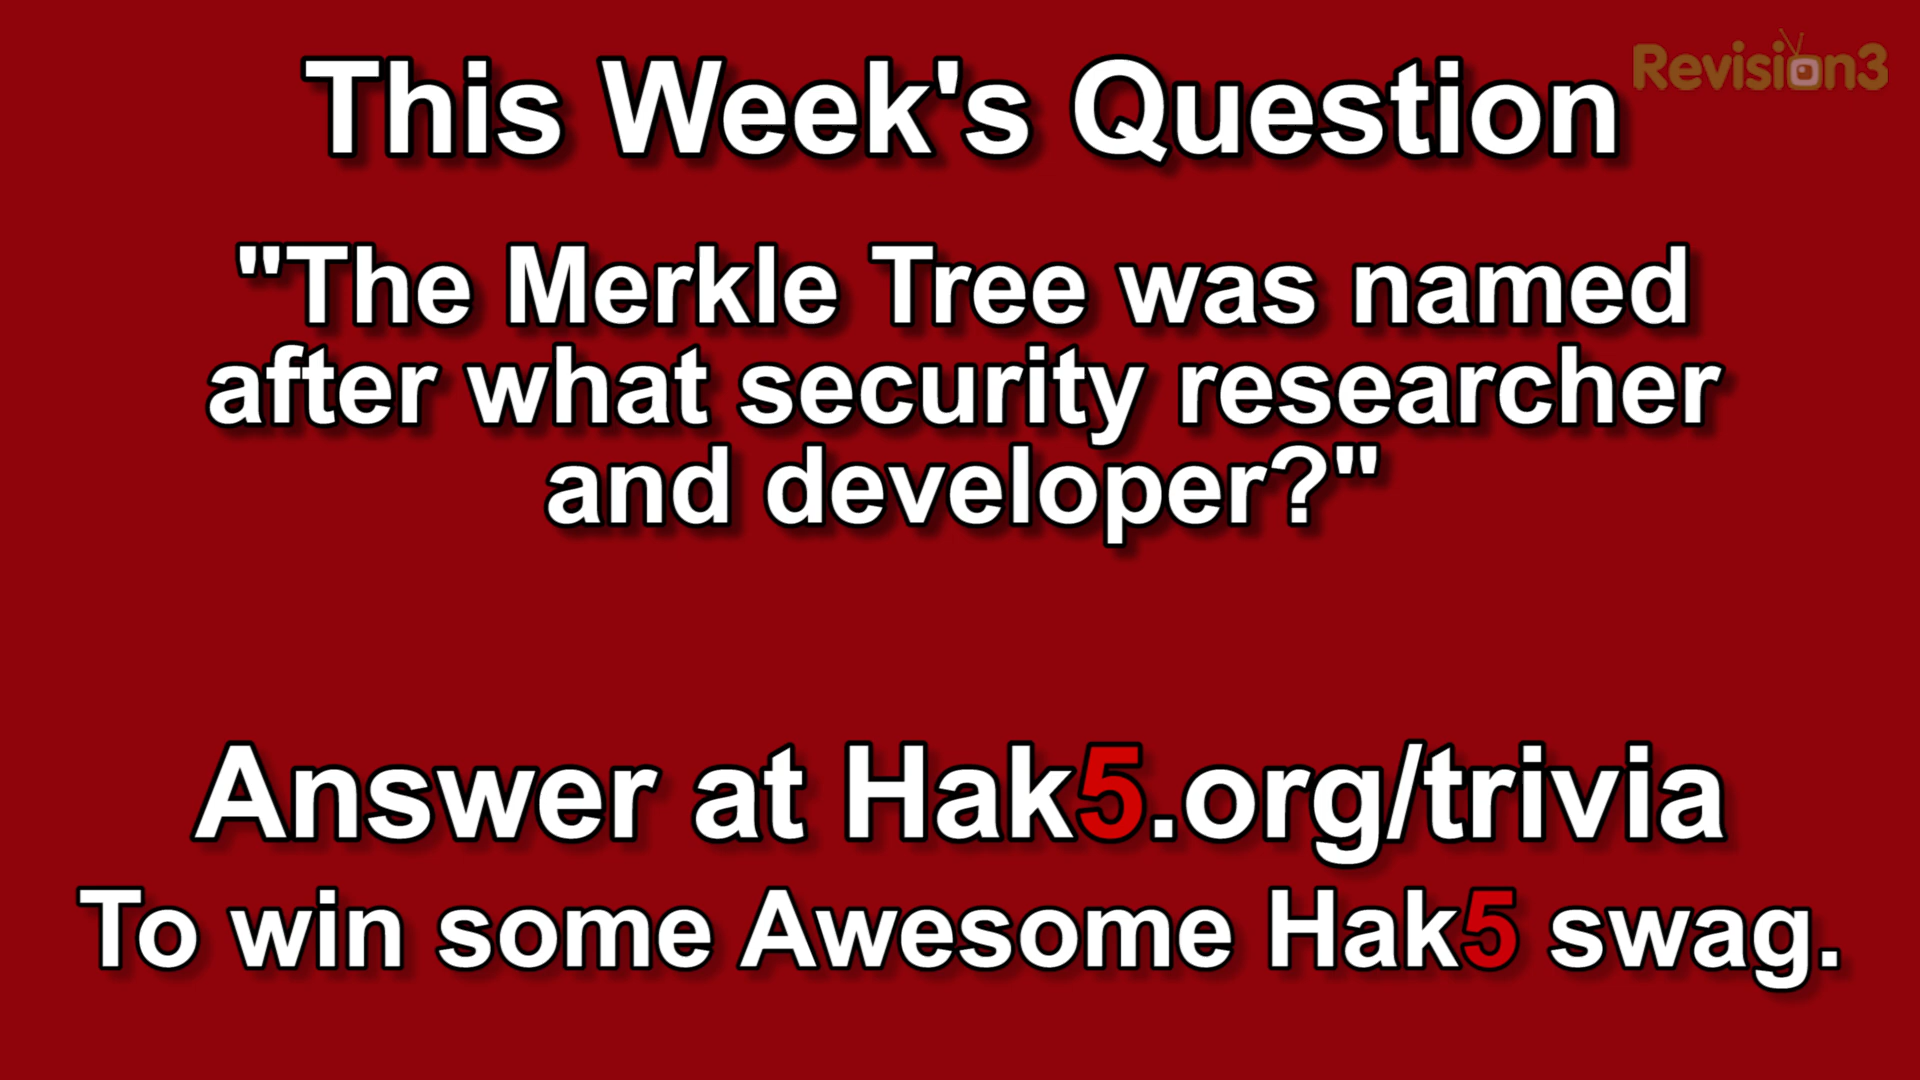 This Week's Question
Revision3
"The Merkle Tree was named
after what security researcher
and developer?"
Answer at Hak5.org/trivia
To win some Awesome Hak5 swag.